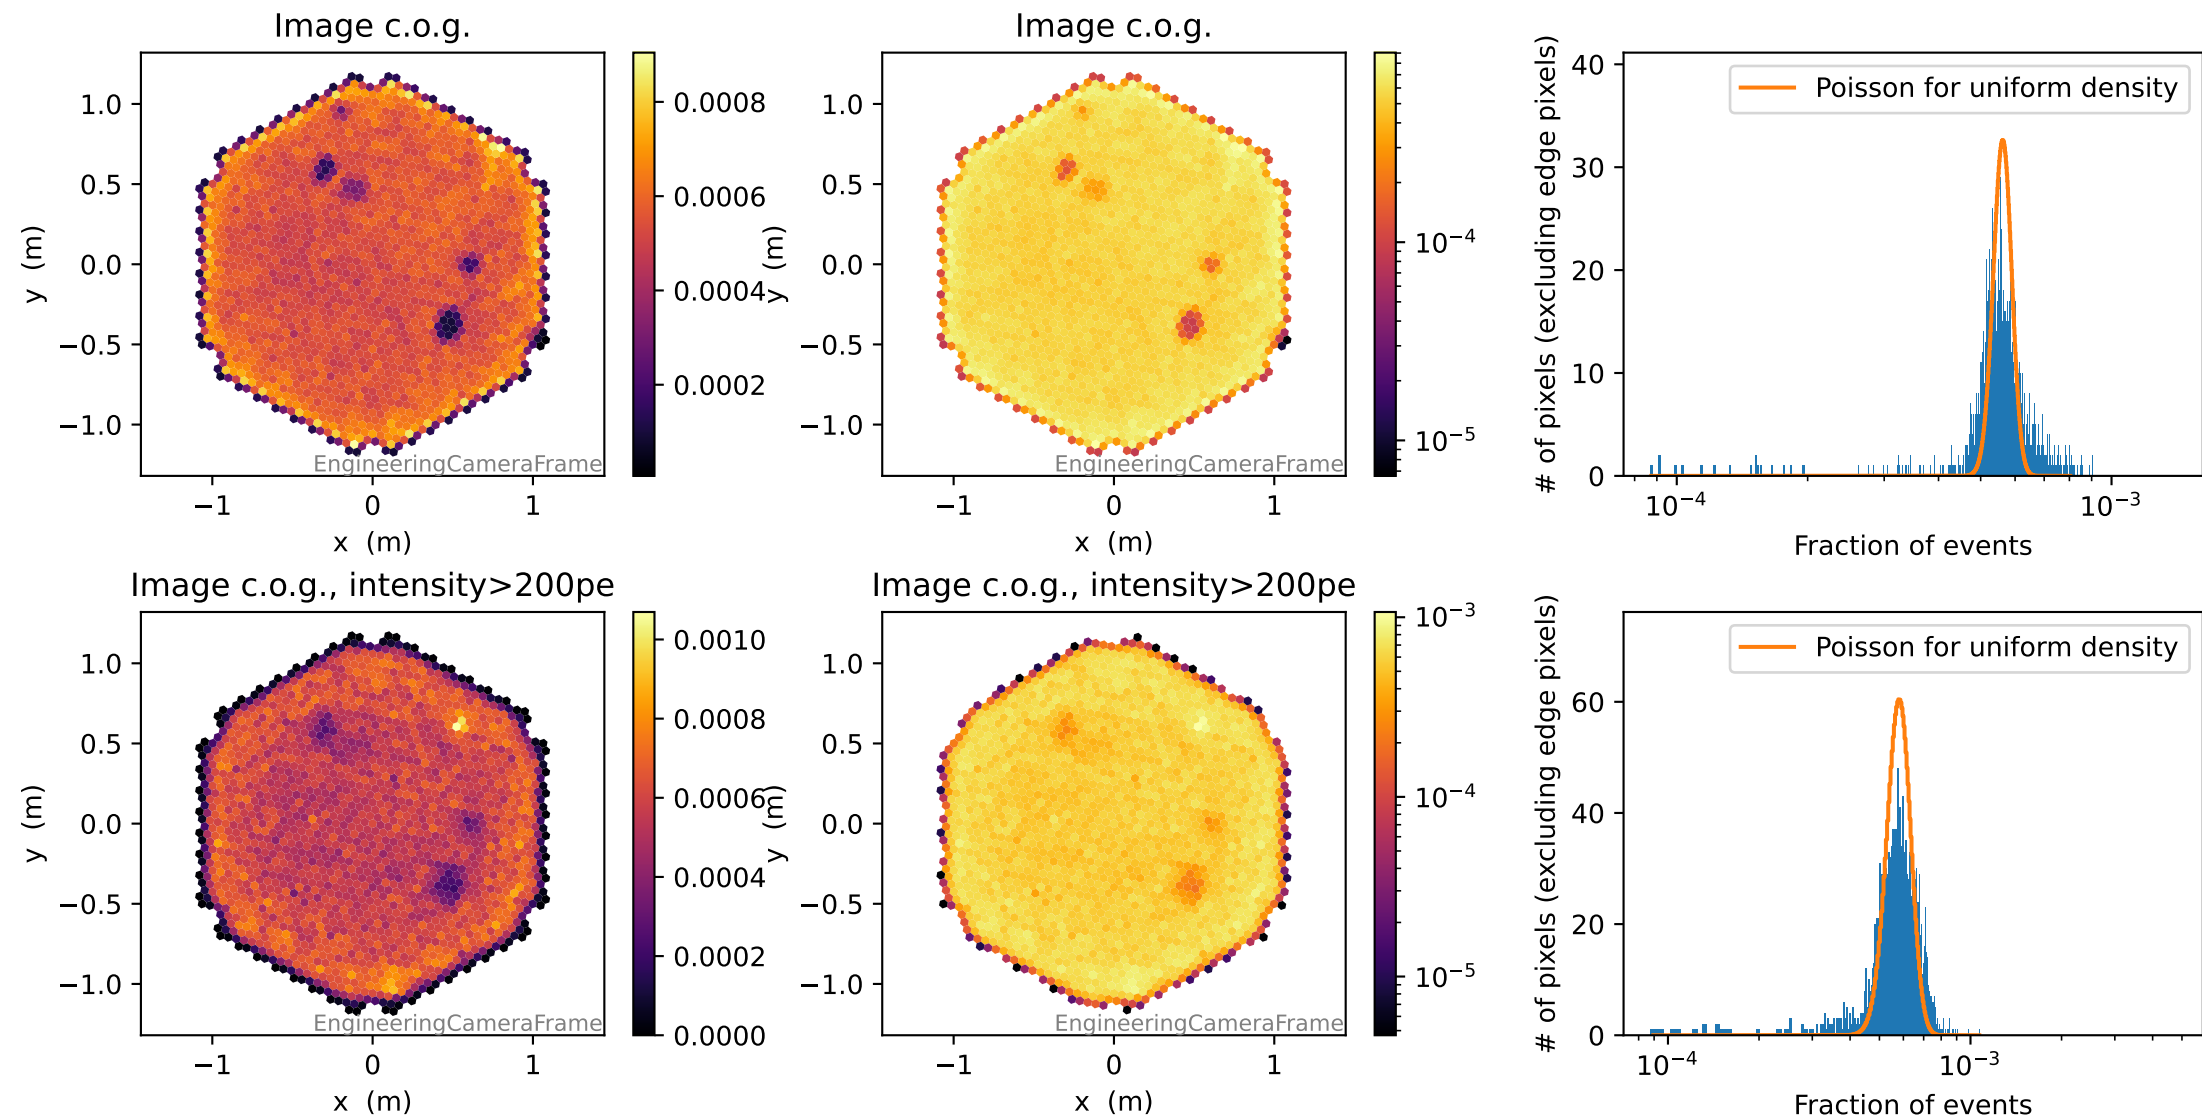 Image c.o.g.
1.0
0.5
0.0
−0.5
−1.0
y (m)
−1 0 1
x (m)
EngineeringCameraFrame
0.0008
0.0006
0.0004
0.0002
Image c.o.g.
1.0
0.5
0.0
−0.5
−1.0
y (m)
−1 0 1
x (m)
EngineeringCameraFrame
10−4
10−5
# of pixels (excluding edge pixels)
40
30
20
10
0
Poisson for uniform density
10−4 10−3
Fraction of events
Image c.o.g., intensity>200pe
1.0
0.5
0.0
−0.5
−1.0
y (m)
−1 0 1
x (m)
EngineeringCameraFrame
0.0010
0.0008
0.0006
0.0004
0.0002
0.0000
Image c.o.g., intensity>200pe
1.0
0.5
0.0
−0.5
−1.0
y (m)
−1 0 1
x (m)
EngineeringCameraFrame
10−3
10−4
10−5
# of pixels (excluding edge pixels)
60
40
20
0
Poisson for uniform density
10−4 10−3
Fraction of events